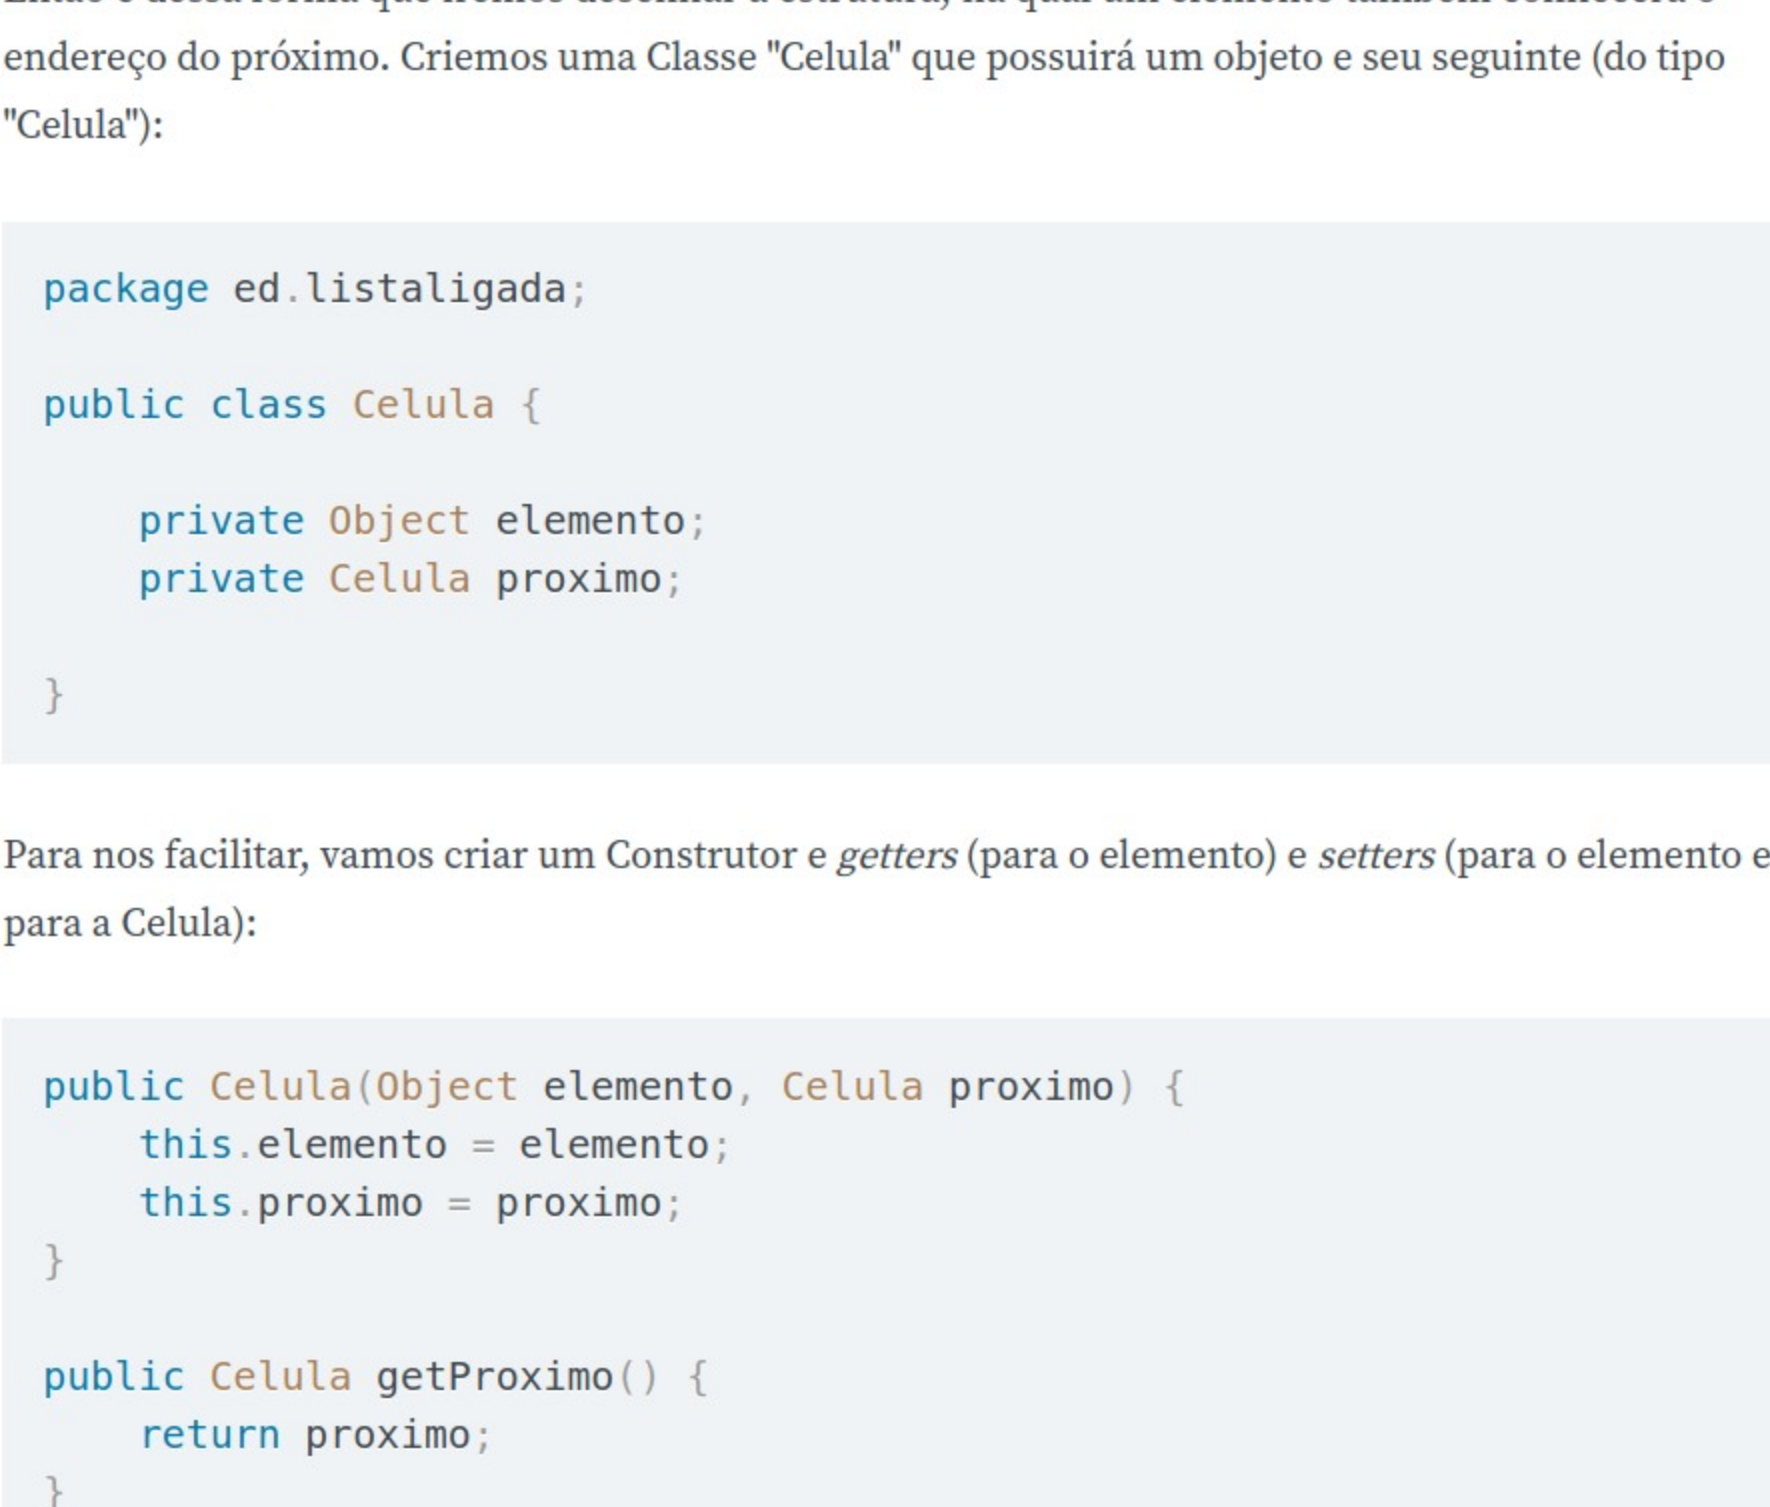 endereço do próximo. Criemos uma Classe "Celula" que possuirá um objeto e seu seguinte (do tipo
"Celula"):
package ed.listaligada;
public class Celula {
private Object elemento;
private Celula proximo;
}
Para nos facilitar, vamos criar um Construtor e getters (para o elemento) e setters (para o elemento e
para a Celula):
public Celula(Object elemento, Celula proximo) {
this.elemento = elemento;
this.proximo = proximo;
}
public Celula getProximo() {
return proximo;
}